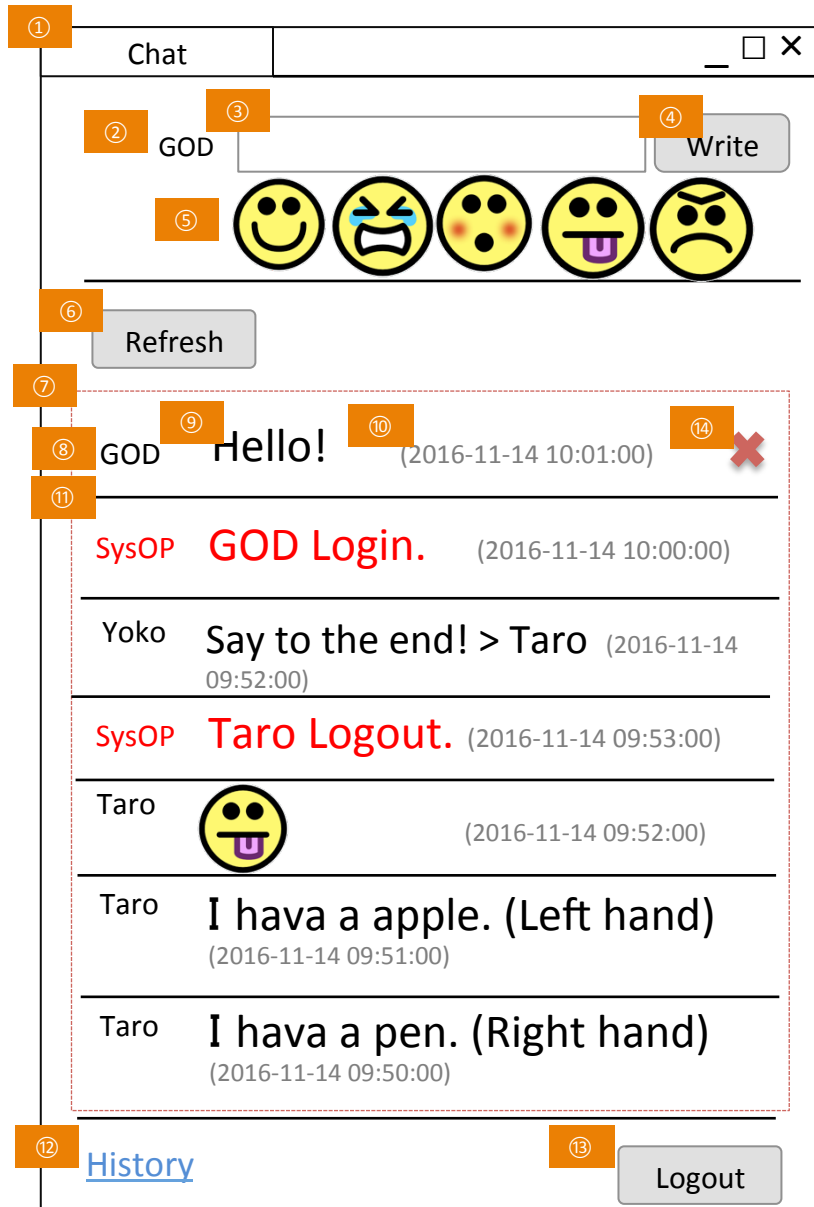 ①
Chat
_ □ ×
②
GOD
③
④
Write
⑤
⑥
Refresh
⑦
⑧
GOD
⑨
Hello!
⑩
(2016-11-14 10:01:00)
⑭
⑪
SysOP
GOD Login.
(2016-11-14 10:00:00)
Yoko
Say to the end! > Taro (2016-11-14
09:52:00)
SysOP
Taro Logout. (2016-11-14 09:53:00)
Taro
(2016-11-14 09:52:00)
Taro
I hava a apple. (Left hand)
(2016-11-14 09:51:00)
Taro
I hava a pen. (Right hand)
(2016-11-14 09:50:00)
⑫
History
⑬
Logout